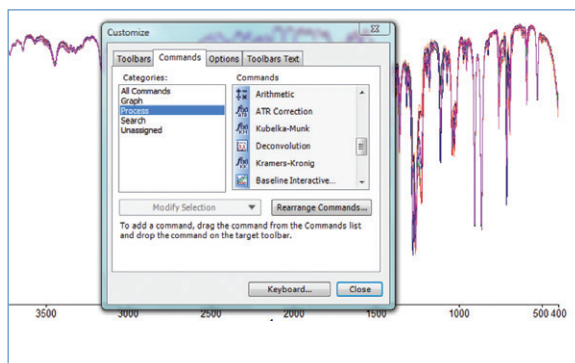 Customize
Toolbars Commands Options Toolbars Text
Categories:
All Commands
Graph
Process
Search
Unassigned
Commands
Arithmetic
ATR Correction
Kubelka-Munk
Deconvolution
Kramers-Kronig
Baseline Interactive...
Modify Selection
Rearrange Commands...
To add a command, drag the command from the Commands list
and drop the command on the target toolbar.
Keyboard... Close
3500 3000 2500 2000 1500 1000 500 400